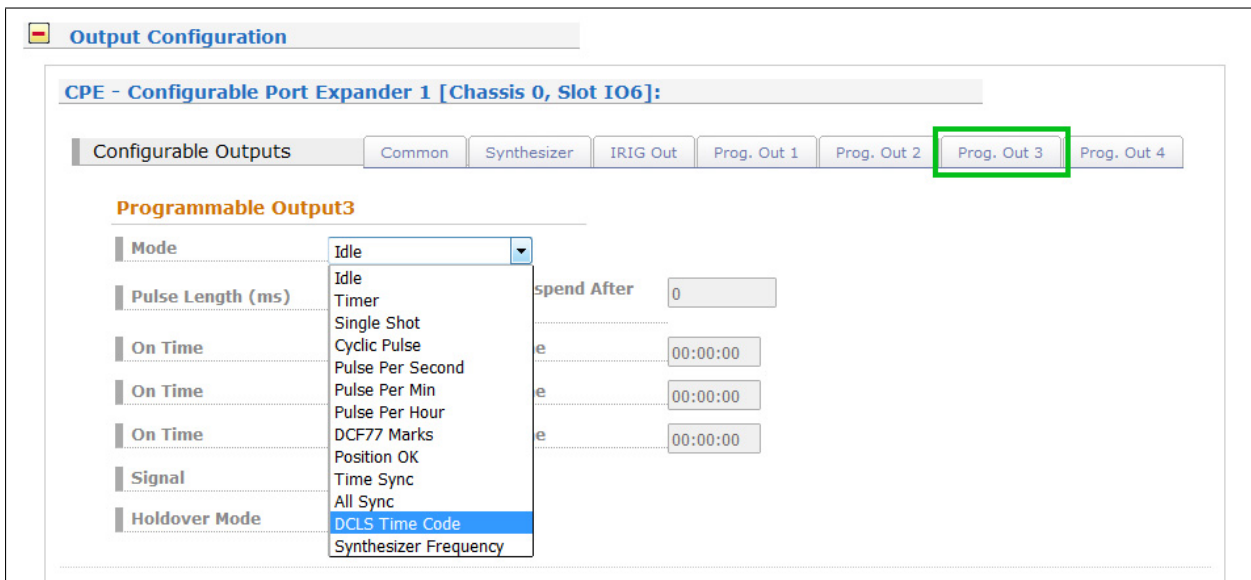 Output Configuration
CPE - Configurable Port Expander 1 [Chassis 0, Slot IO6]:
Configurable Outputs
Common
Synthesizer
IRIG Out
Prog. Out 1
Prog. Out 2
Prog. Out 3
Prog. Out 4
Programmable Output3
Mode
Idle
Idle
Timer
Single Shot
Cyclic Pulse
Pulse Per Second
Pulse Per Min
Pulse Per Hour
DCF77 Marks
Position OK
Time Sync
All Sync
DCLS Time Code
Synthesizer Frequency
Pulse Length (ms)
spend After
0
On Time
e
00:00:00
On Time
e
00:00:00
On Time
e
00:00:00
Signal
Holdover Mode